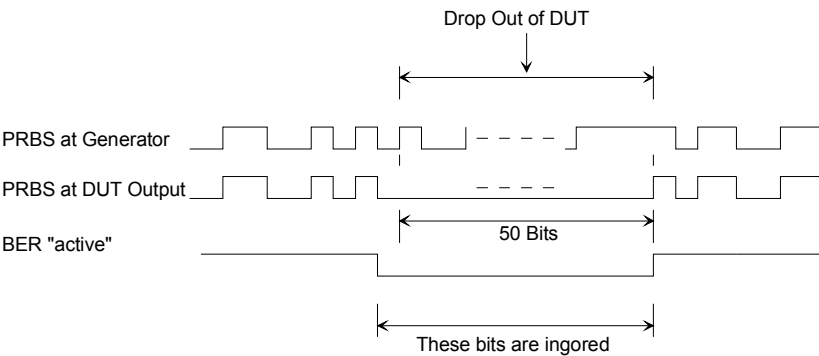 Drop Out of DUT
PRBS at Generator
PRBS at DUT Output
50 Bits
BER "active"
These bits are ingored